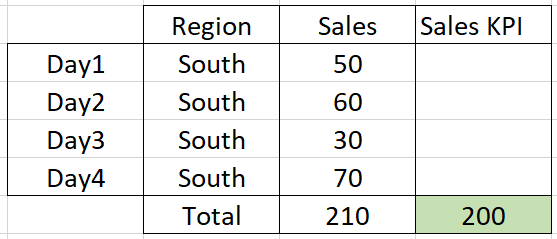 Region Sales Sales KPI
Day1 South 50
Day2 South 60
Day3 South 30
Day4 South 70
Total 210 200